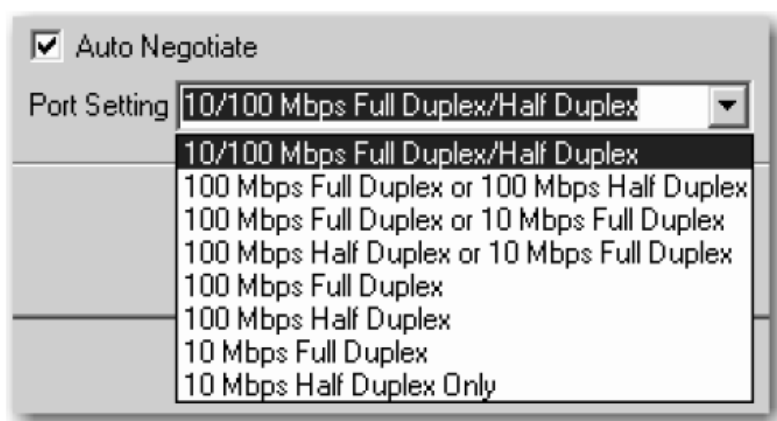 Auto Negotiate
Port Setting 10/100 Mbps Full Duplex/Half Duplex
10/100 Mbps Full Duplex/Half Duplex
100 Mbps Full Duplex or 100 Mbps Half Duplex
100 Mbps Full Duplex or 10 Mbps Full Duplex
100 Mbps Half Duplex or 10 Mbps Full Duplex
100 Mbps Full Duplex
100 Mbps Half Duplex
10 Mbps Full Duplex
10 Mbps Half Duplex Only